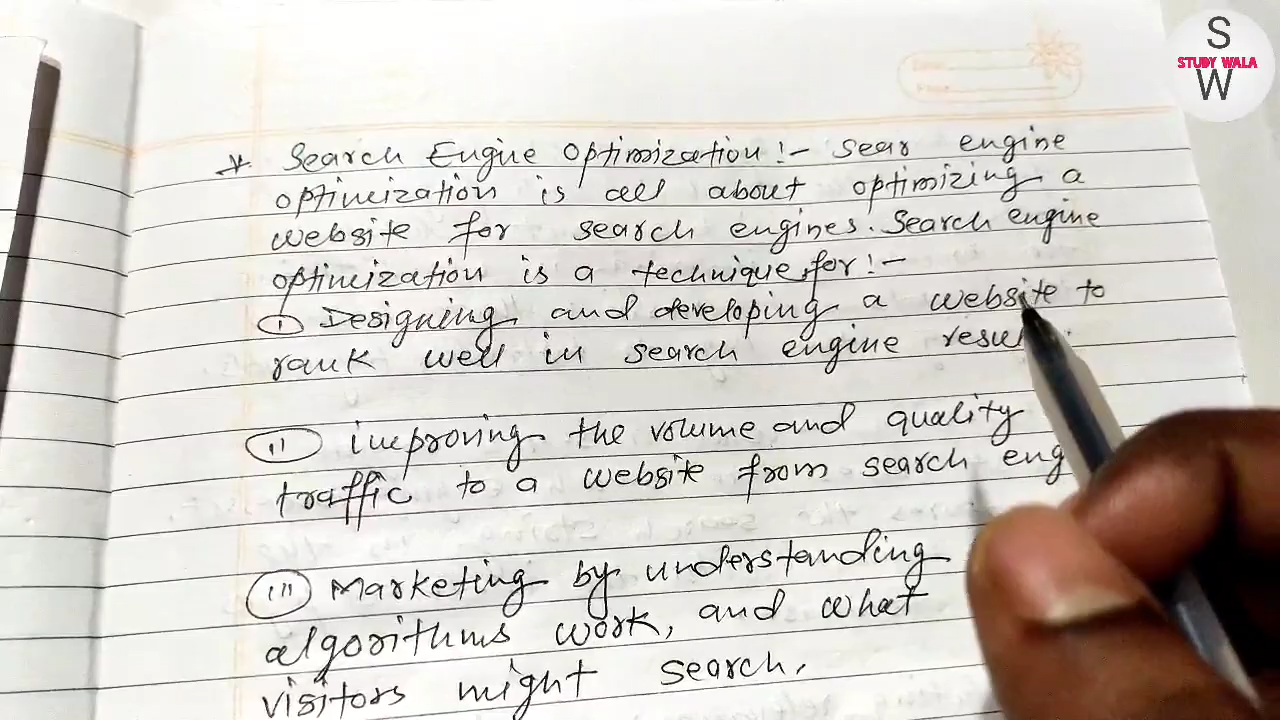 S
STUDY WALA
W
* Search Engine Optimization :- Sear engine
optimization is all about optimizing a
website for search engines. Search engine
optimization is a technique for :-
(i) Designing and developing a website to
rank well in search engine resu
(ii) improving the volume and quality
traffic to a website from search eng
(iii) Marketing by understanding
algorithms work, and what
visitors might search.